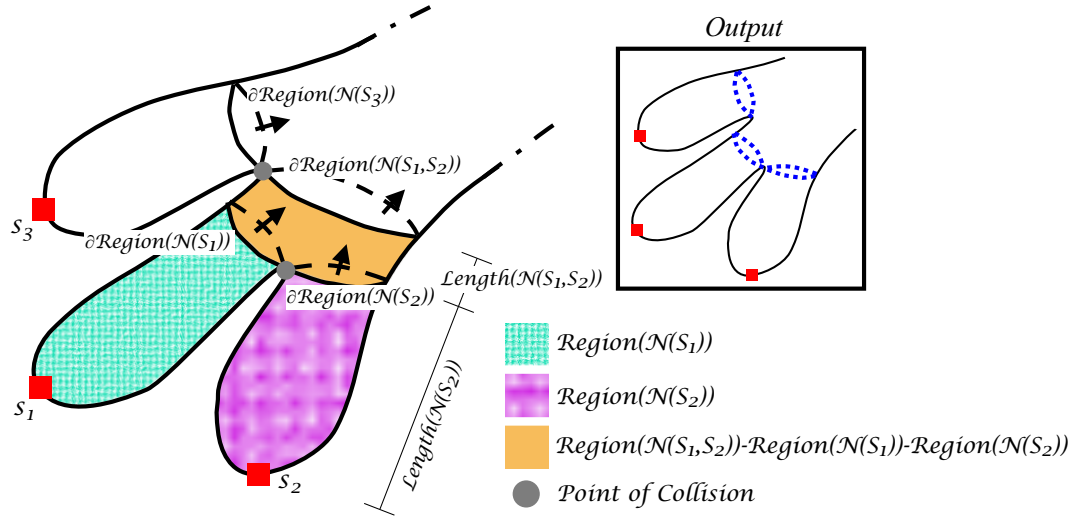 Output
∂Region(N(S₃))
∂Region(N(S₁,S₂))
S₃
∂Region(N(S₁))
∂Region(N(S₂))
Length(N(S₁,S₂))
Length(N(S₂))
S₁
S₂
Region(N(S₁))
Region(N(S₂))
Region(N(S₁,S₂))-Region(N(S₁))-Region(N(S₂))
Point of Collision